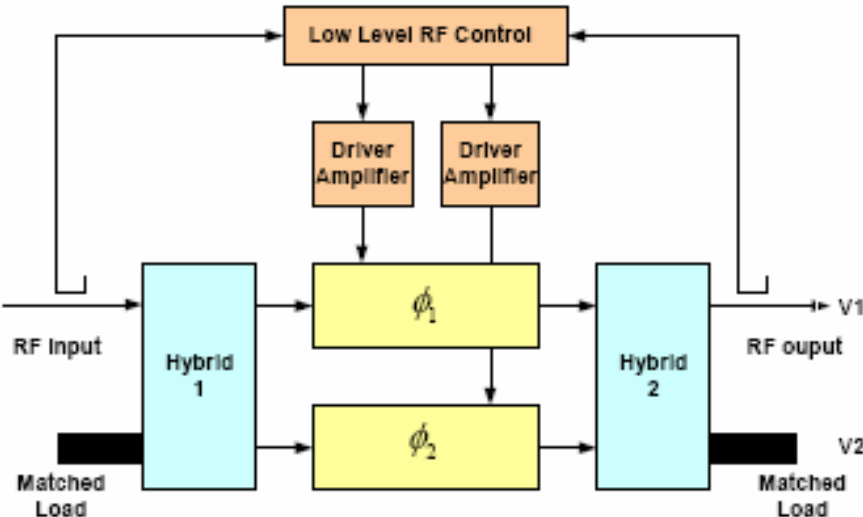 Low Level RF Control
Driver
Amplifier
Driver
Amplifier
ϕ₁
V1
RF Input
RF ouput
Hybrid
1
Hybrid
2
ϕ₂
V2
Matched
Load
Matched
Load